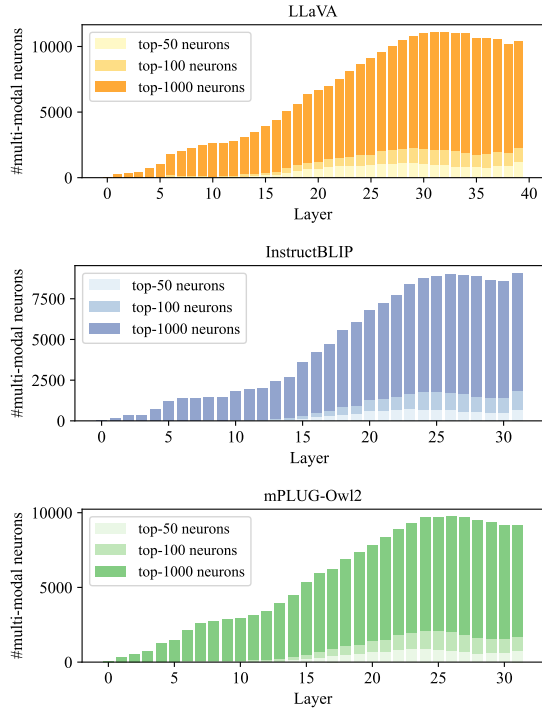 LLaVA
#multi-modal neurons
10000
5000
0
top-50 neurons
top-100 neurons
top-1000 neurons
0 5 10 15 20 25 30 35 40
Layer
InstructBLIP
#multi-modal neurons
7500
5000
2500
0
top-50 neurons
top-100 neurons
top-1000 neurons
0 5 10 15 20 25 30
Layer
mPLUG-Owl2
#multi-modal neurons
10000
5000
0
top-50 neurons
top-100 neurons
top-1000 neurons
0 5 10 15 20 25 30
Layer